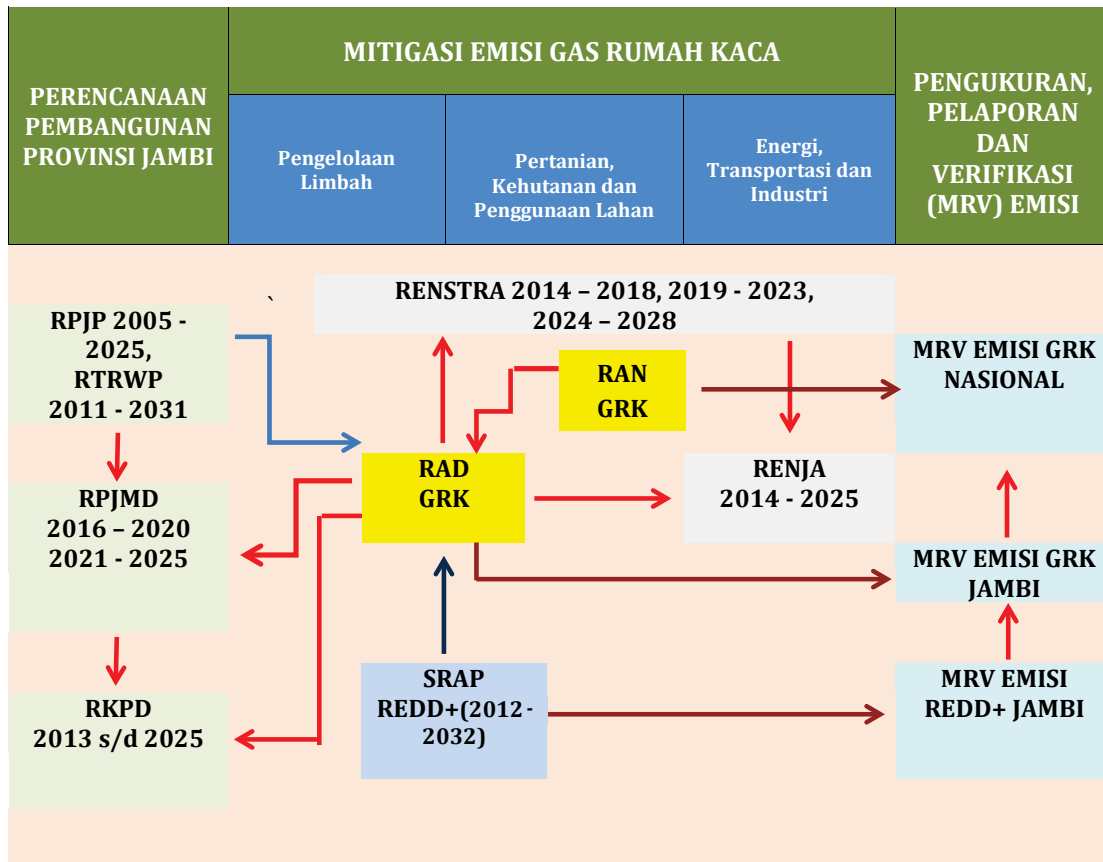 PERENCANAAN
PEMBANGUNAN
PROVINSI JAMBI
MITIGASI EMISI GAS RUMAH KACA
Pengelolaan
Limbah
Pertanian,
Kehutanan dan
Penggunaan Lahan
Energi,
Transportasi dan
Industri
PENGUKURAN,
PELAPORAN
DAN
VERIFIKASI
(MRV) EMISI
RPJP 2005 -
2025,
RTRWP
2011 - 2031
`
RENSTRA 2014 – 2018, 2019 - 2023,
2024 – 2028
RAN
GRK
MRV EMISI GRK
NASIONAL
RPJMD
2016 – 2020
2021 - 2025
RAD
GRK
RENJA
2014 - 2025
MRV EMISI GRK
JAMBI
RKPD
2013 s/d 2025
SRAP
REDD+(2012 -
2032)
MRV EMISI
REDD+ JAMBI